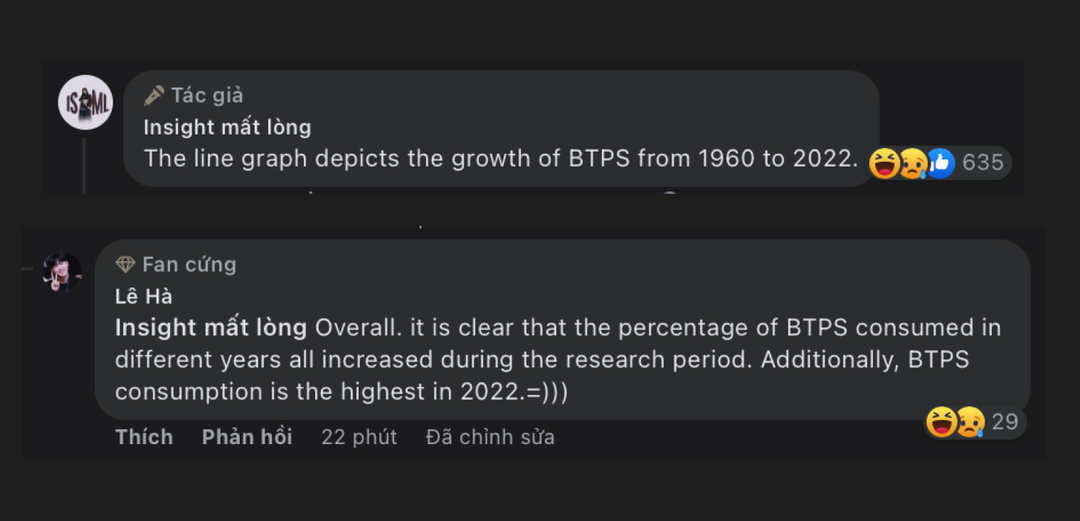 IS ML
Tác giả
Insight mất lòng
The line graph depicts the growth of BTPS from 1960 to 2022.
635
Fan cứng
Lê Hà
Insight mất lòng Overall. it is clear that the percentage of BTPS consumed in
different years all increased during the research period. Additionally, BTPS
consumption is the highest in 2022.=)))
29
Thích Phản hồi 22 phút Đã chỉnh sửa